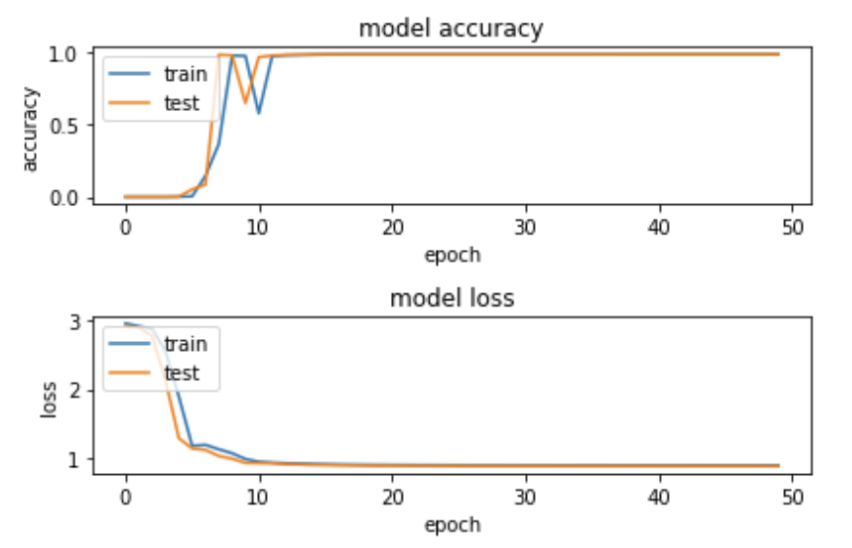 model accuracy
1.0
0.5
0.0
accuracy
train
test
0 10 20 30 40 50
epoch
model loss
3
2
1
loss
train
test
0 10 20 30 40 50
epoch